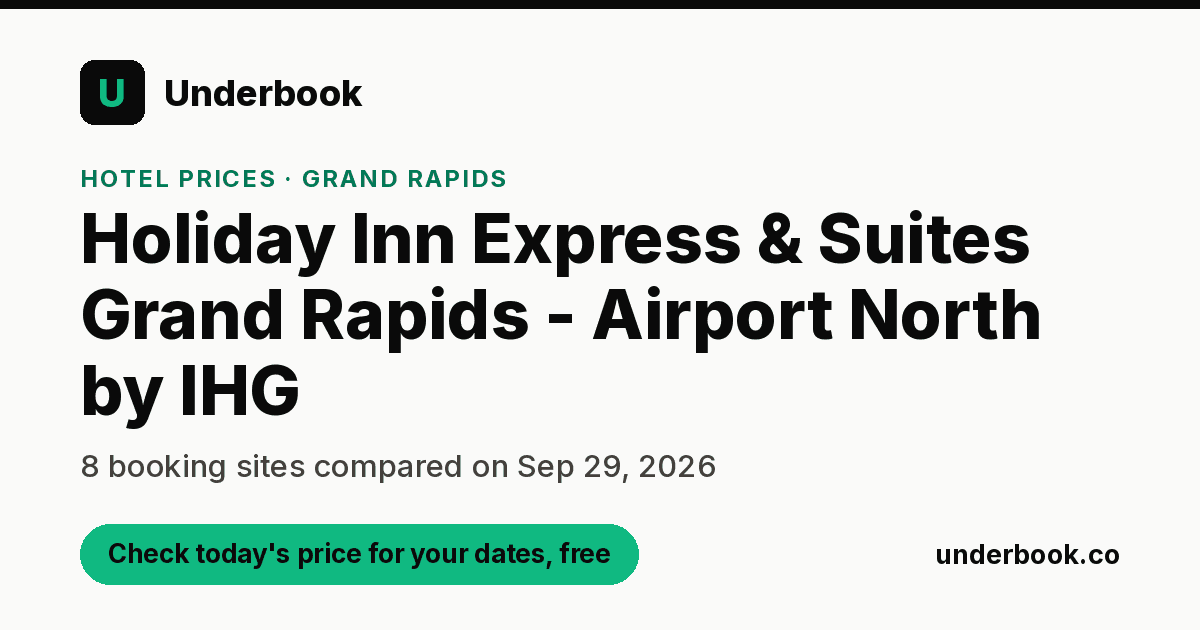 U Underbook
HOTEL PRICES · GRAND RAPIDS
Holiday Inn Express & Suites
Grand Rapids - Airport North
by IHG
8 booking sites compared on Sep 29, 2026
Check today's price for your dates, free
underbook.co